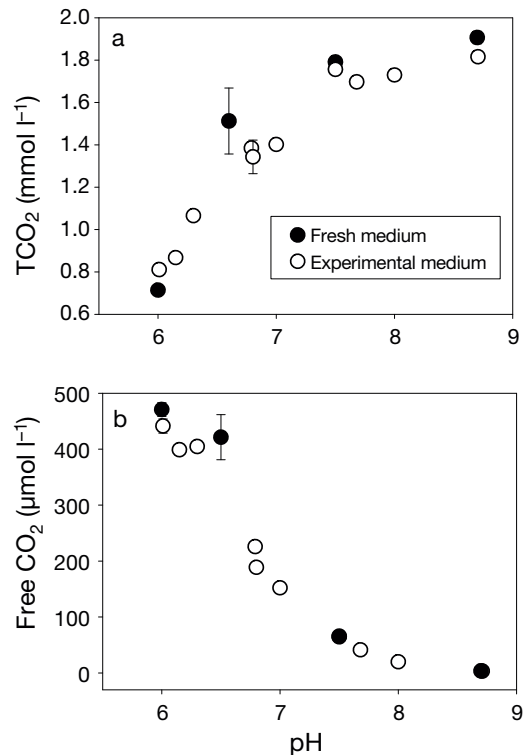 a
2.0
1.8
1.6
1.4
1.2
1.0
0.8
0.6
TCO₂ (mmol l⁻¹)
Fresh medium
Experimental medium
6 7 8 9
b
500
400
300
200
100
0
Free CO₂ (µmol l⁻¹)
6 7 8 9
pH